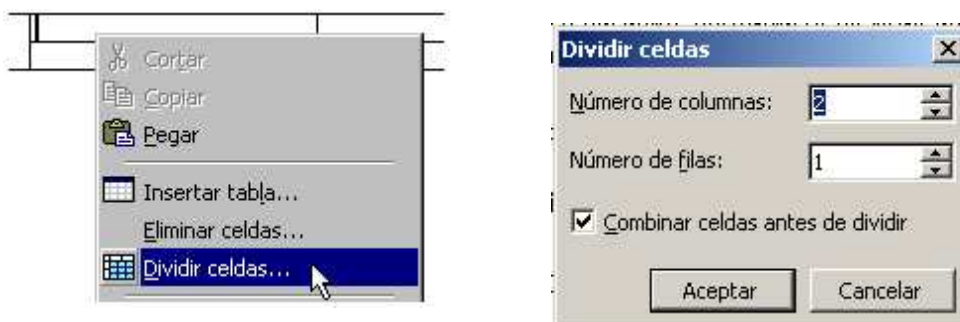 Cortar
Copiar
Pegar
Insertar tabla...
Eliminar celdas...
Dividir celdas...
Dividir celdas
Número de columnas: 2
Número de filas: 1
Combinar celdas antes de dividir
Aceptar Cancelar